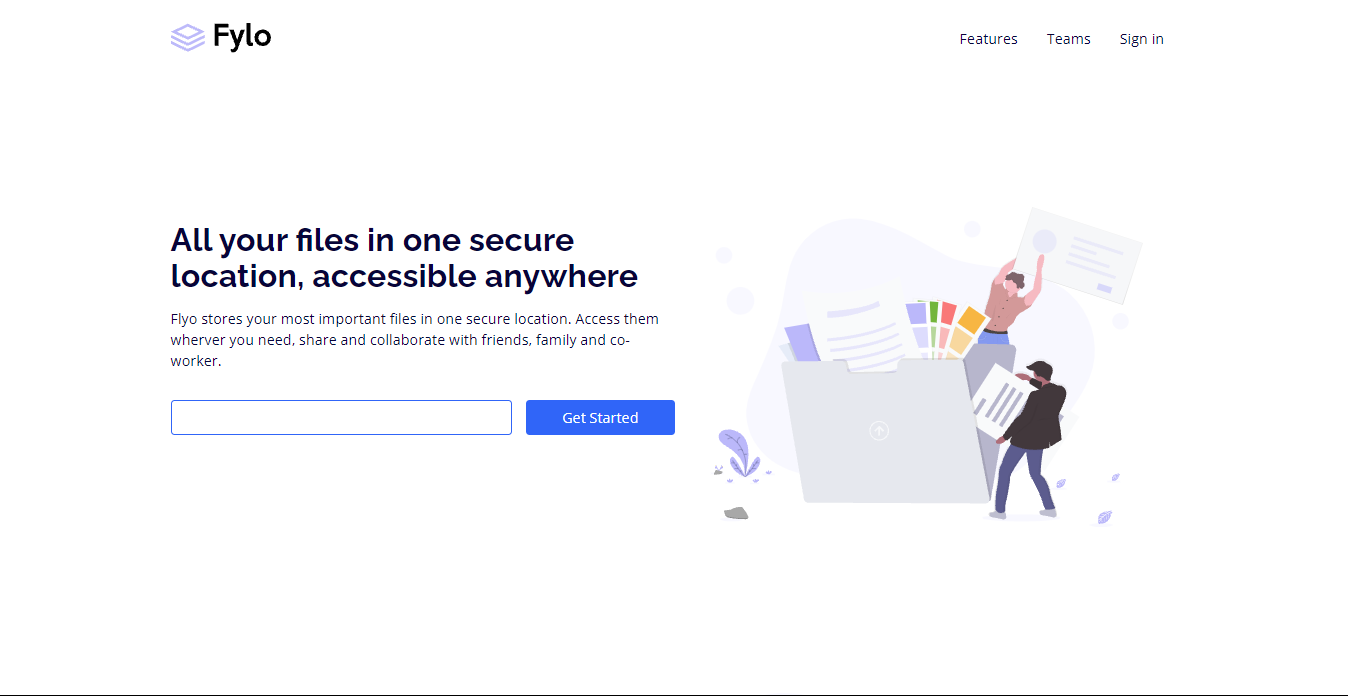 Fylo
Features Teams Sign in
All your files in one secure
location, accessible anywhere
Flyo stores your most important files in one secure location. Access them
wherver you need, share and collaborate with friends, family and co-
worker.
Get Started